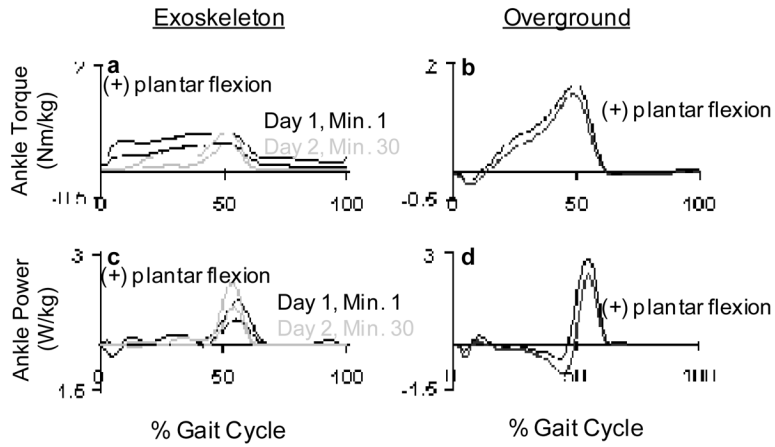 Exoskeleton
Overground
Ankle Torque
(Nm/kg)
2
a
(+) plantar flexion
Day 1, Min. 1
Day 2, Min. 30
0
50
100
2
b
(+) plantar flexion
-0.5
0
50
100
Ankle Power
(W/kg)
3
c
(+) plantar flexion
Day 1, Min. 1
Day 2, Min. 30
0
50
100
3
d
(+) plantar flexion
-1.5
% Gait Cycle
% Gait Cycle